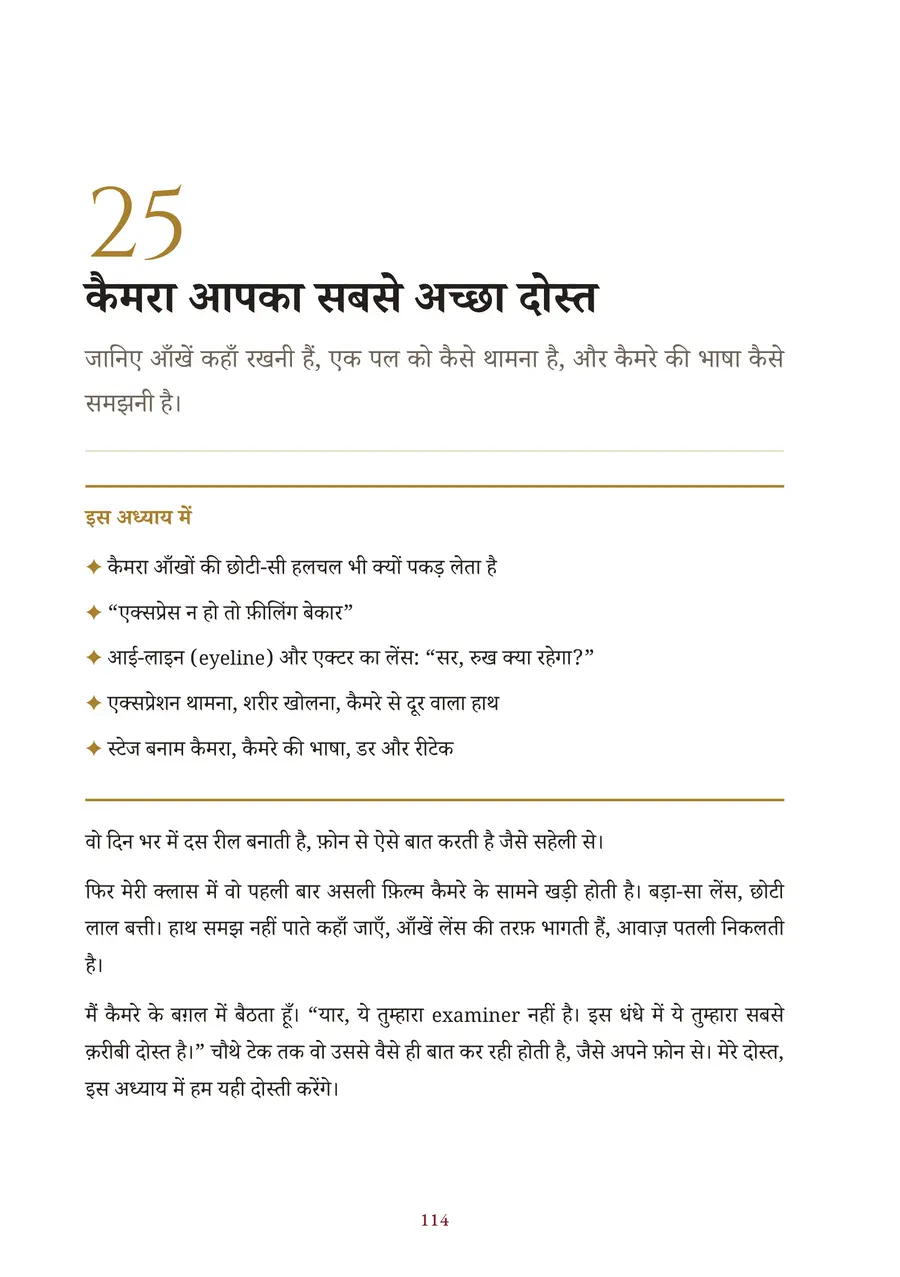 25
कैमरा आपका सबसे अच्छा दोस्त
जानिए आँखें कहाँ रखनी हैं, एक पल को कैसे थामना है, और कैमरे की भाषा कैसे
समझनी है।
इस अध्याय में
✦ कैमरा आँखों की छोटी-सी हलचल भी क्यों पकड़ लेता है
✦ “एक्सप्रेस न हो तो फ़ीलिंग बेकार”
✦ आई-लाइन (eyeline) और एक्टर का लेंस: “सर, रुख क्या रहेगा?”
✦ एक्सप्रेशन थामना, शरीर खोलना, कैमरे से दूर वाला हाथ
✦ स्टेज बनाम कैमरा, कैमरे की भाषा, डर और रीटेक
वो दिन भर में दस रील बनाती है, फ़ोन से ऐसे बात करती है जैसे सहेली से।
फिर मेरी क्लास में वो पहली बार असली फ़िल्म कैमरे के सामने खड़ी होती है। बड़ा-सा लेंस, छोटी
लाल बत्ती। हाथ समझ नहीं पाते कहाँ जाएँ, आँखें लेंस की तरफ़ भागती हैं, आवाज़ पतली निकलती
है।
मैं कैमरे के बग़ल में बैठता हूँ। “यार, ये तुम्हारा examiner नहीं है। इस धंधे में ये तुम्हारा सबसे
क़रीबी दोस्त है।” चौथे टेक तक वो उससे वैसे ही बात कर रही होती है, जैसे अपने फ़ोन से। मेरे दोस्त,
इस अध्याय में हम यही दोस्ती करेंगे।
114